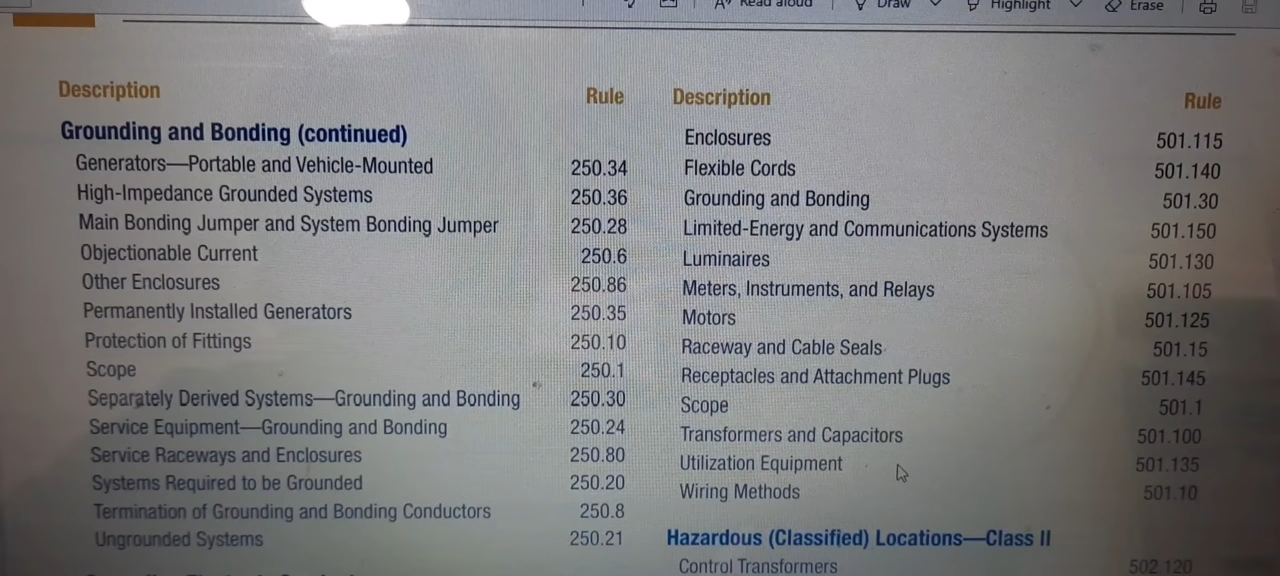 Read aloud
Draw
Highlight
Erase
Description Rule
Grounding and Bonding (continued)
Generators—Portable and Vehicle-Mounted 250.34
High-Impedance Grounded Systems 250.36
Main Bonding Jumper and System Bonding Jumper 250.28
Objectionable Current 250.6
Other Enclosures 250.86
Permanently Installed Generators 250.35
Protection of Fittings 250.10
Scope 250.1
Separately Derived Systems—Grounding and Bonding 250.30
Service Equipment—Grounding and Bonding 250.24
Service Raceways and Enclosures 250.80
Systems Required to be Grounded 250.20
Termination of Grounding and Bonding Conductors 250.8
Ungrounded Systems 250.21
Description Rule
Enclosures 501.115
Flexible Cords 501.140
Grounding and Bonding 501.30
Limited-Energy and Communications Systems 501.150
Luminaires 501.130
Meters, Instruments, and Relays 501.105
Motors 501.125
Raceway and Cable Seals 501.15
Receptacles and Attachment Plugs 501.145
Scope 501.1
Transformers and Capacitors 501.100
Utilization Equipment 501.135
Wiring Methods 501.10
Hazardous (Classified) Locations—Class II
Control Transformers 502.120